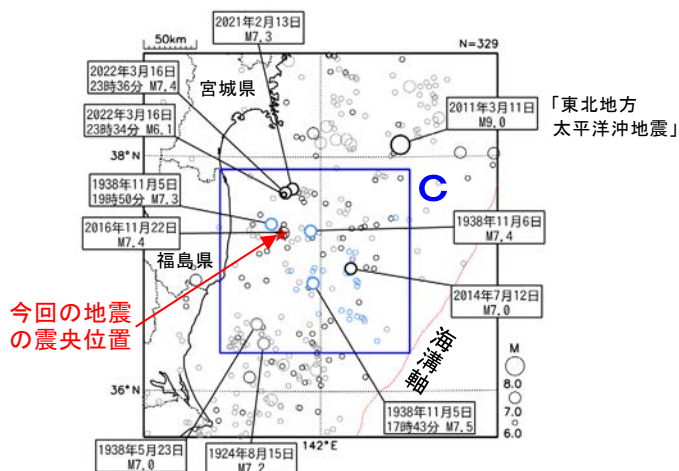 2021年2月13日
M7.3
50km
N=329
2022年3月16日
23時36分 M7.4
宮城県
2011年3月11日
M9.0
「東北地方
太平洋沖地震」
2022年3月16日
23時34分 M6.1
38°N
C
1938年11月5日
19時50分 M7.3
1938年11月6日
M7.4
2016年11月22日
M7.4
福島県
2014年7月12日
M7.0
今回の地震
の震央位置
海溝軸
M
8.0
7.0
6.0
36°N
1938年11月5日
17時43分 M7.5
142°E
1938年5月23日
M7.0
1924年8月15日
M7.2